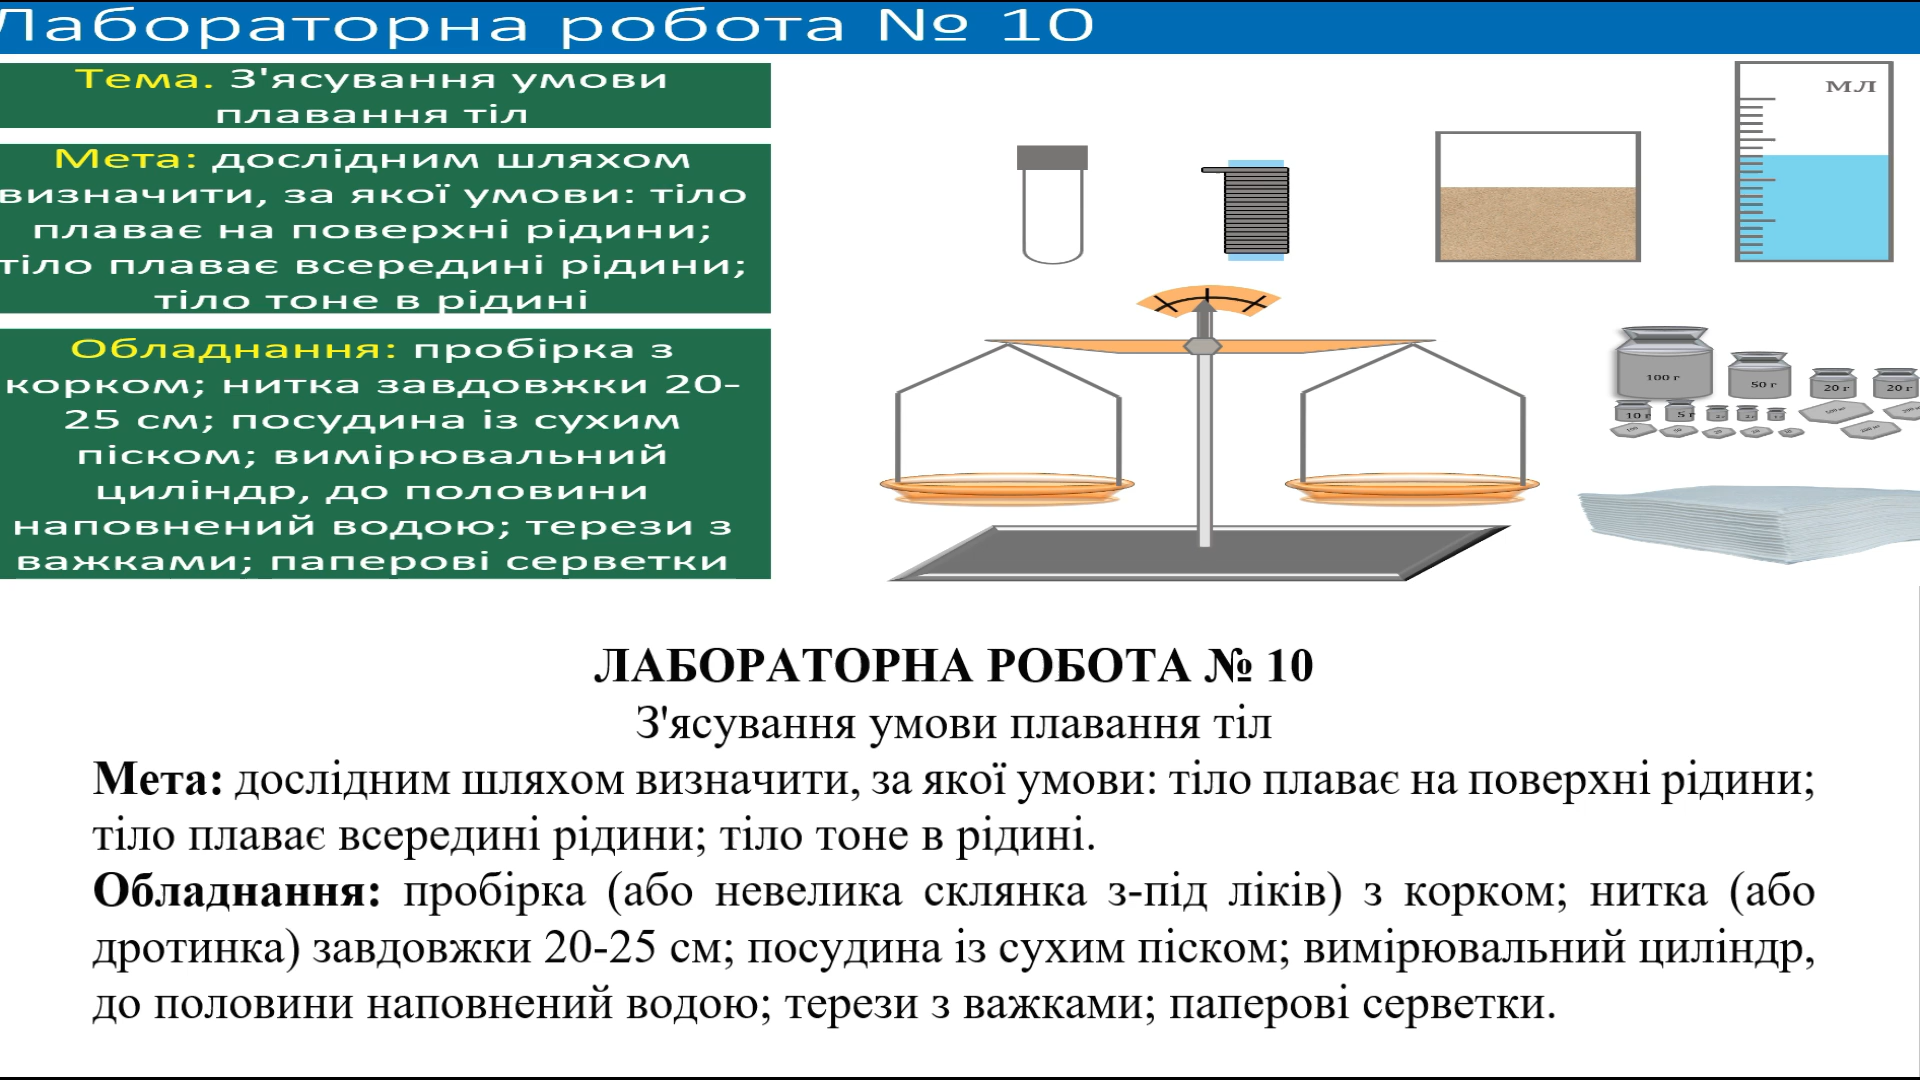 Лабораторна робота № 10
Тема. З'ясування умови
плавання тіл
Мета: дослідним шляхом
визначити, за якої умови: тіло
плаває на поверхні рідини;
тіло плаває всередині рідини;
тіло тоне в рідині
Обладнання: пробірка з
корком; нитка завдовжки 20-
25 см; посудина із сухим
піском; вимірювальний
циліндр, до половини
наповнений водою; терези з
важками; паперові серветки
мл
100 г
50 г
20 г
20 г
10 г
5 г
ЛАБОРАТОРНА РОБОТА № 10
З'ясування умови плавання тіл
Мета: дослідним шляхом визначити, за якої умови: тіло плаває на поверхні рідини;
тіло плаває всередині рідини; тіло тоне в рідині.
Обладнання: пробірка (або невелика склянка з-під ліків) з корком; нитка (або
дротинка) завдовжки 20-25 см; посудина із сухим піском; вимірювальний циліндр,
до половини наповнений водою; терези з важками; паперові серветки.